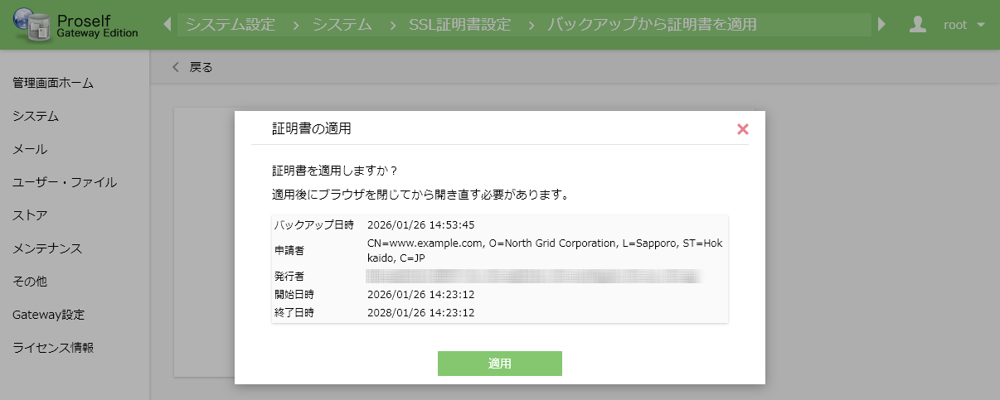 Proself
Gateway Edition
システム設定 > システム > SSL証明書設定 > バックアップから証明書を適用
root
戻る
管理画面ホーム
システム
メール
ユーザー・ファイル
ストア
メンテナンス
その他
Gateway設定
ライセンス情報
証明書の適用
証明書を適用しますか？
適用後にブラウザを閉じてから開き直す必要があります。
バックアップ日時 2026/01/26 14:53:45
申請者 CN=www.example.com, O=North Grid Corporation, L=Sapporo, ST=Hok
kaido, C=JP
発行者
開始日時 2026/01/26 14:23:12
終了日時 2028/01/26 14:23:12
適用